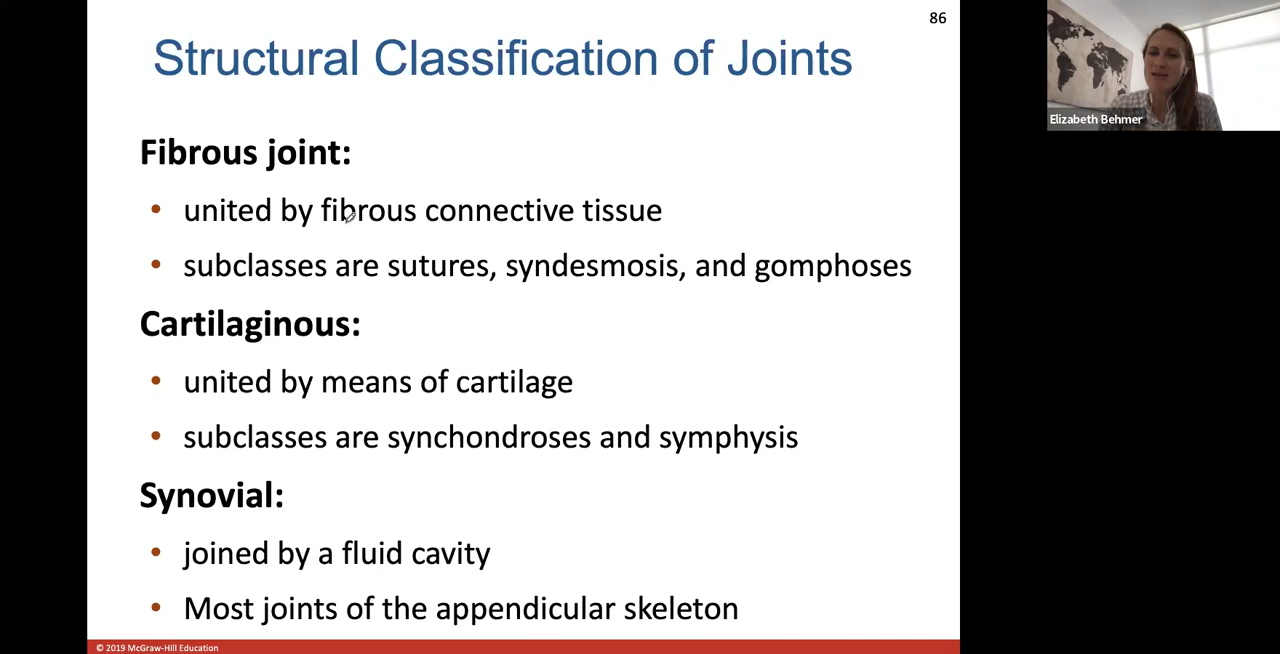 86
Structural Classification of Joints
Elizabeth Behmer
Fibrous joint:
• united by fibrous connective tissue
• subclasses are sutures, syndesmosis, and gomphoses
Cartilaginous:
• united by means of cartilage
• subclasses are synchondroses and symphysis
Synovial:
• joined by a fluid cavity
• Most joints of the appendicular skeleton
© 2019 McGraw-Hill Education